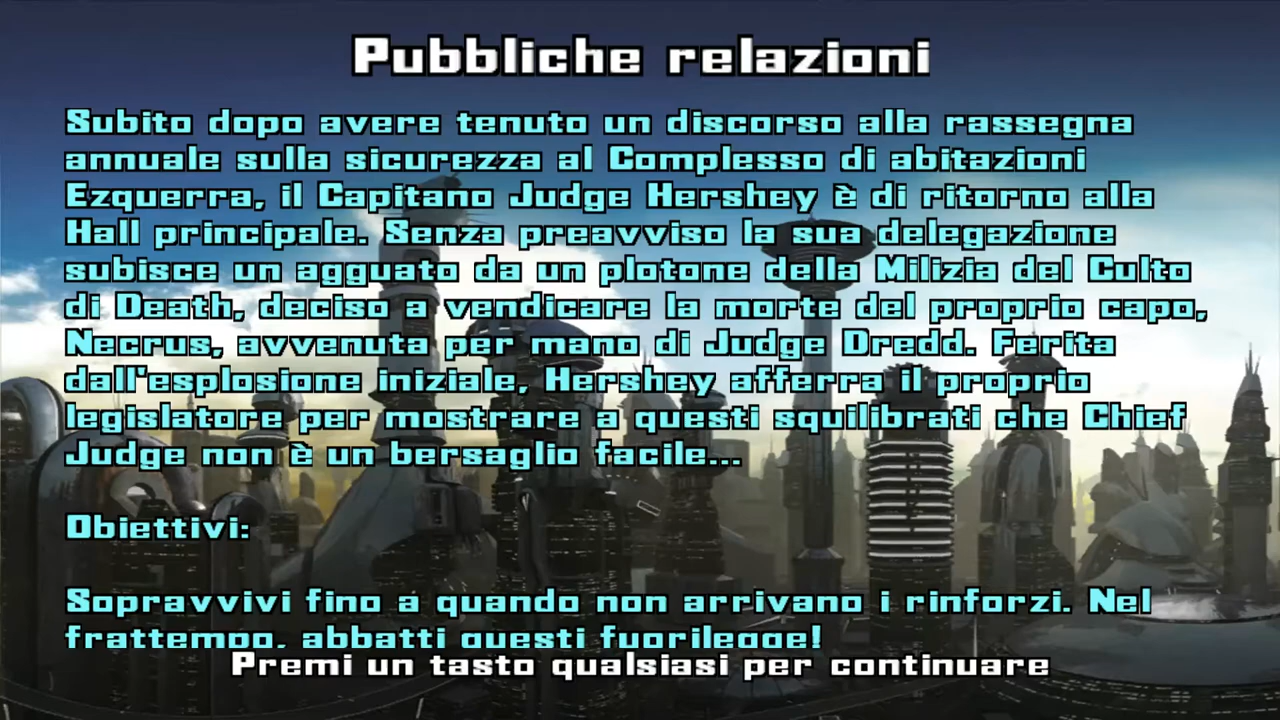 Pubbliche relazioni
Subito dopo avere tenuto un discorso alla rassegna
annuale sulla sicurezza al Complesso di abitazioni
Ezquerra, il Capitano Judge Hershey è di ritorno alla
Hall principale. Senza preavviso la sua delegazione
subisce un agguato da un plotone della Milizia del Culto
di Death, deciso a vendicare la morte del proprio capo,
Necrus, avvenuta per mano di Judge Dredd. Ferita
dall'esplosione iniziale, Hershey afferra il proprio
legislatore per mostrare a questi squilibrati che Chief
Judge non è un bersaglio facile...
Obiettivi:
Sopravvivi fino a quando non arrivano i rinforzi. Nel
frattempo, abbatti questi fuorilegge!
Premi un tasto qualsiasi per continuare